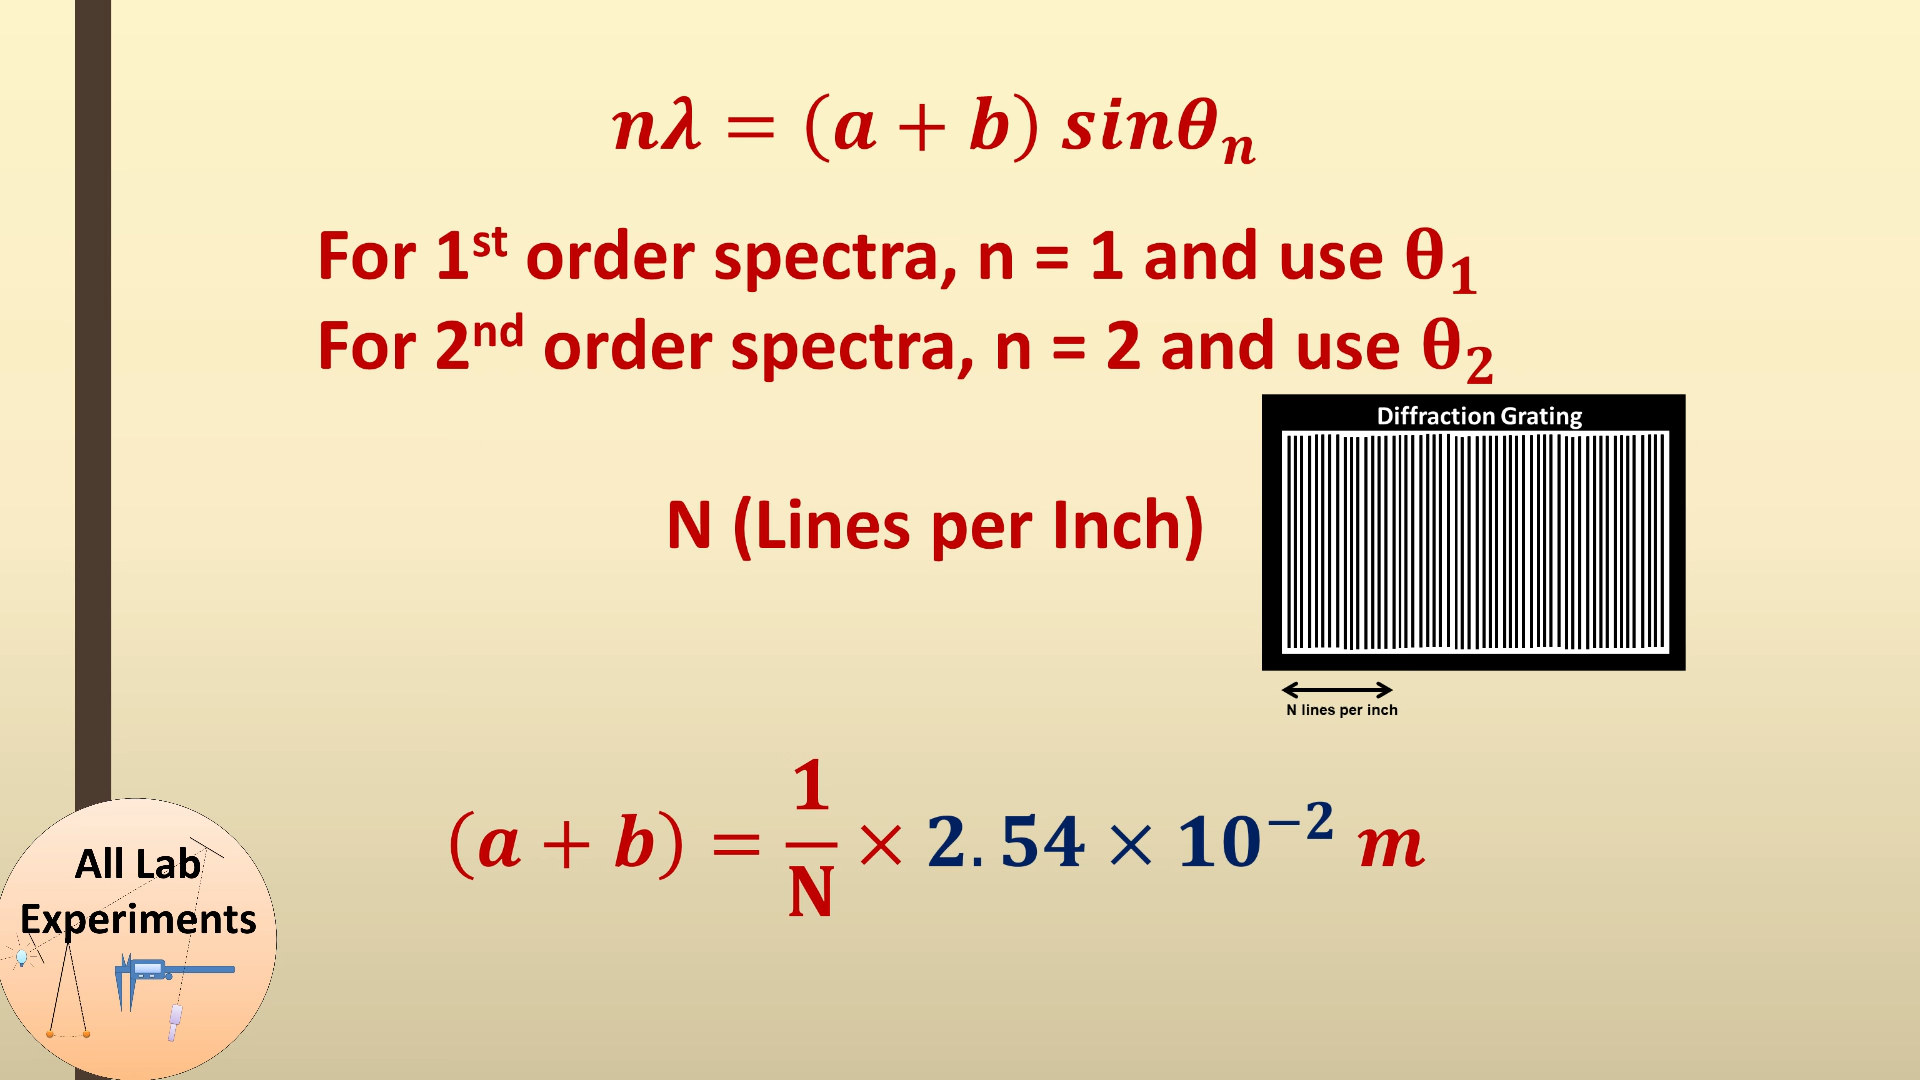 nλ = (a + b) sinθₙ
For 1ˢᵗ order spectra, n = 1 and use θ₁
For 2ⁿᵈ order spectra, n = 2 and use θ₂
Diffraction Grating
N (Lines per Inch)
N lines per inch
(a + b) = 1/N × 2.54 × 10⁻² m
All Lab
Experiments